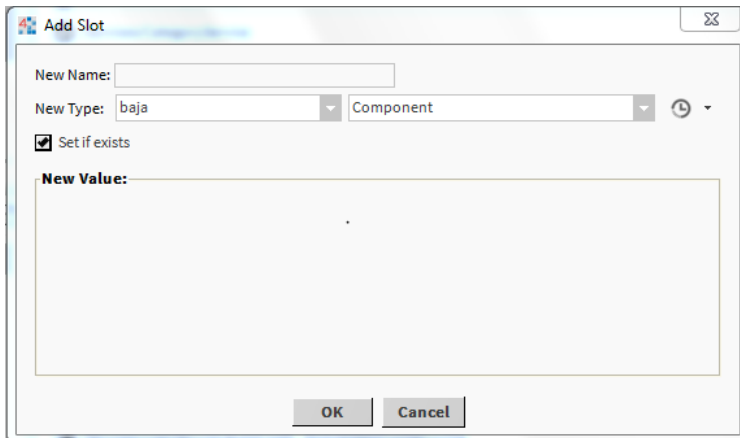 Add Slot
New Name:
New Type: baja Component
Set if exists
New Value:
OK Cancel